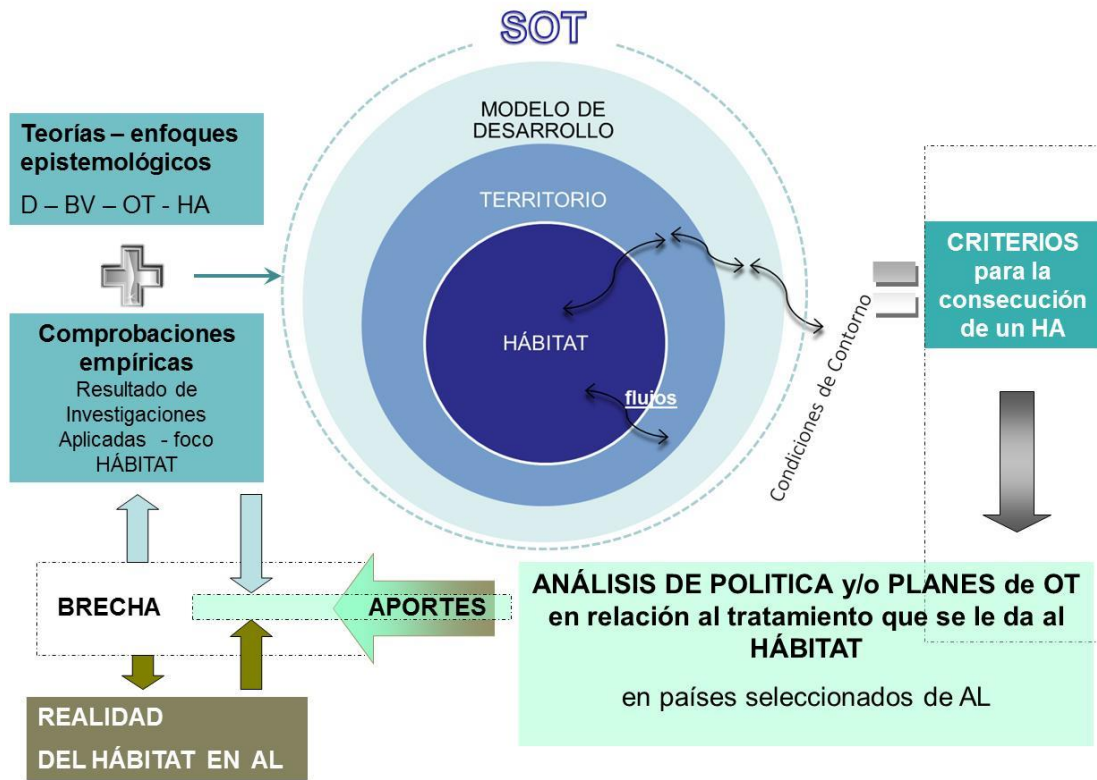 SOT
Teorías – enfoques
epistemológicos
D – BV – OT - HA
Comprobaciones
empíricas
Resultado de
Investigaciones
Aplicadas - foco
HÁBITAT
MODELO DE
DESARROLLO
TERRITORIO
HÁBITAT
flujos
Condiciones de Contorno
CRITERIOS
para la
consecución
de un HA
ANÁLISIS DE POLITICA y/o PLANES de OT
en relación al tratamiento que se le da al
HÁBITAT
en países seleccionados de AL
APORTES
BRECHA
REALIDAD
DEL HÁBITAT EN AL